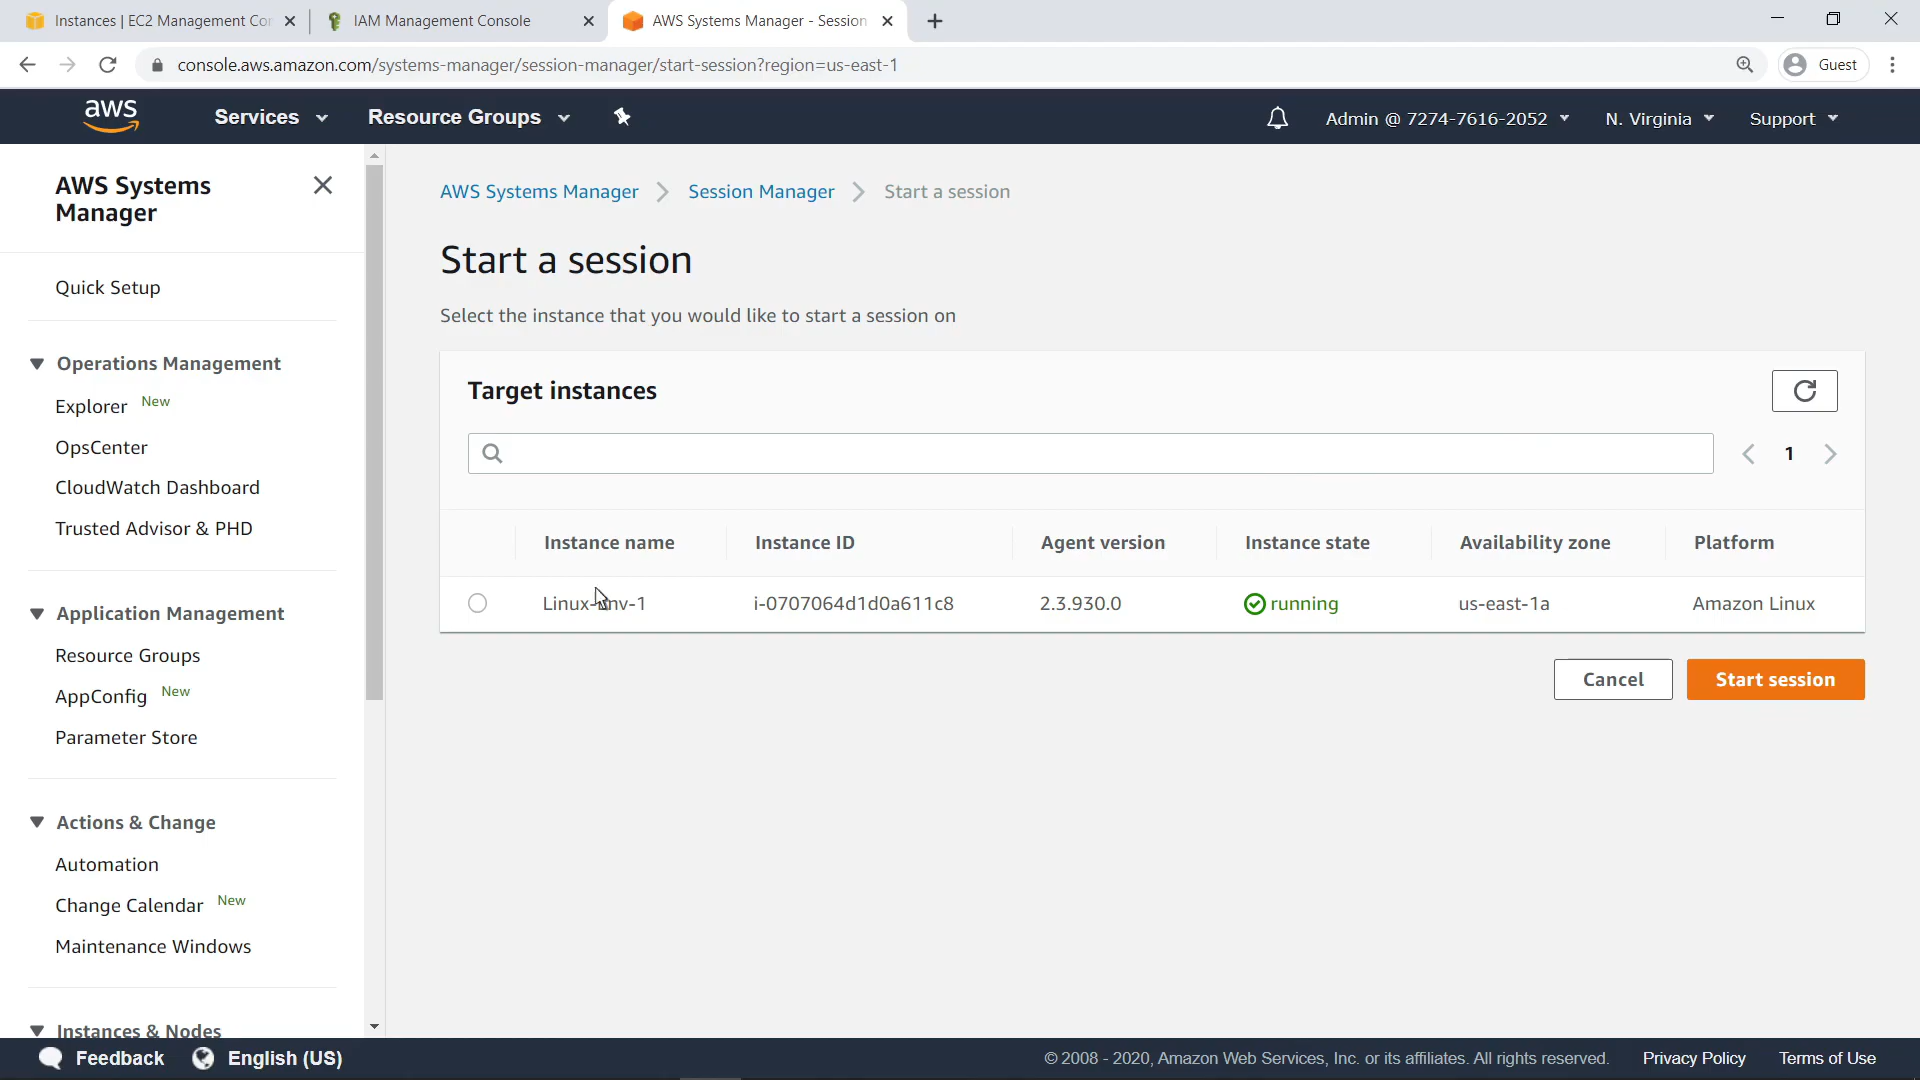 Instances | EC2 Management Co
IAM Management Console
AWS Systems Manager - Session
console.aws.amazon.com/systems-manager/session-manager/start-session?region=us-east-1
Guest
aws
Services
Resource Groups
Admin @ 7274-7616-2052
N. Virginia
Support
AWS Systems
Manager
Quick Setup
Operations Management
Explorer New
OpsCenter
CloudWatch Dashboard
Trusted Advisor & PHD
Application Management
Resource Groups
AppConfig New
Parameter Store
Actions & Change
Automation
Change Calendar New
Maintenance Windows
Instances & Nodes
AWS Systems Manager
Session Manager
Start a session
Start a session
Select the instance that you would like to start a session on
Target instances
1
Instance name Instance ID Agent version Instance state Availability zone Platform
i-0707064d1d0a611c8 2.3.930.0 running us-east-1a Amazon Linux
Cancel
Start session
Feedback
English (US)
© 2008 - 2020, Amazon Web Services, Inc. or its affiliates. All rights reserved.
Privacy Policy
Terms of Use